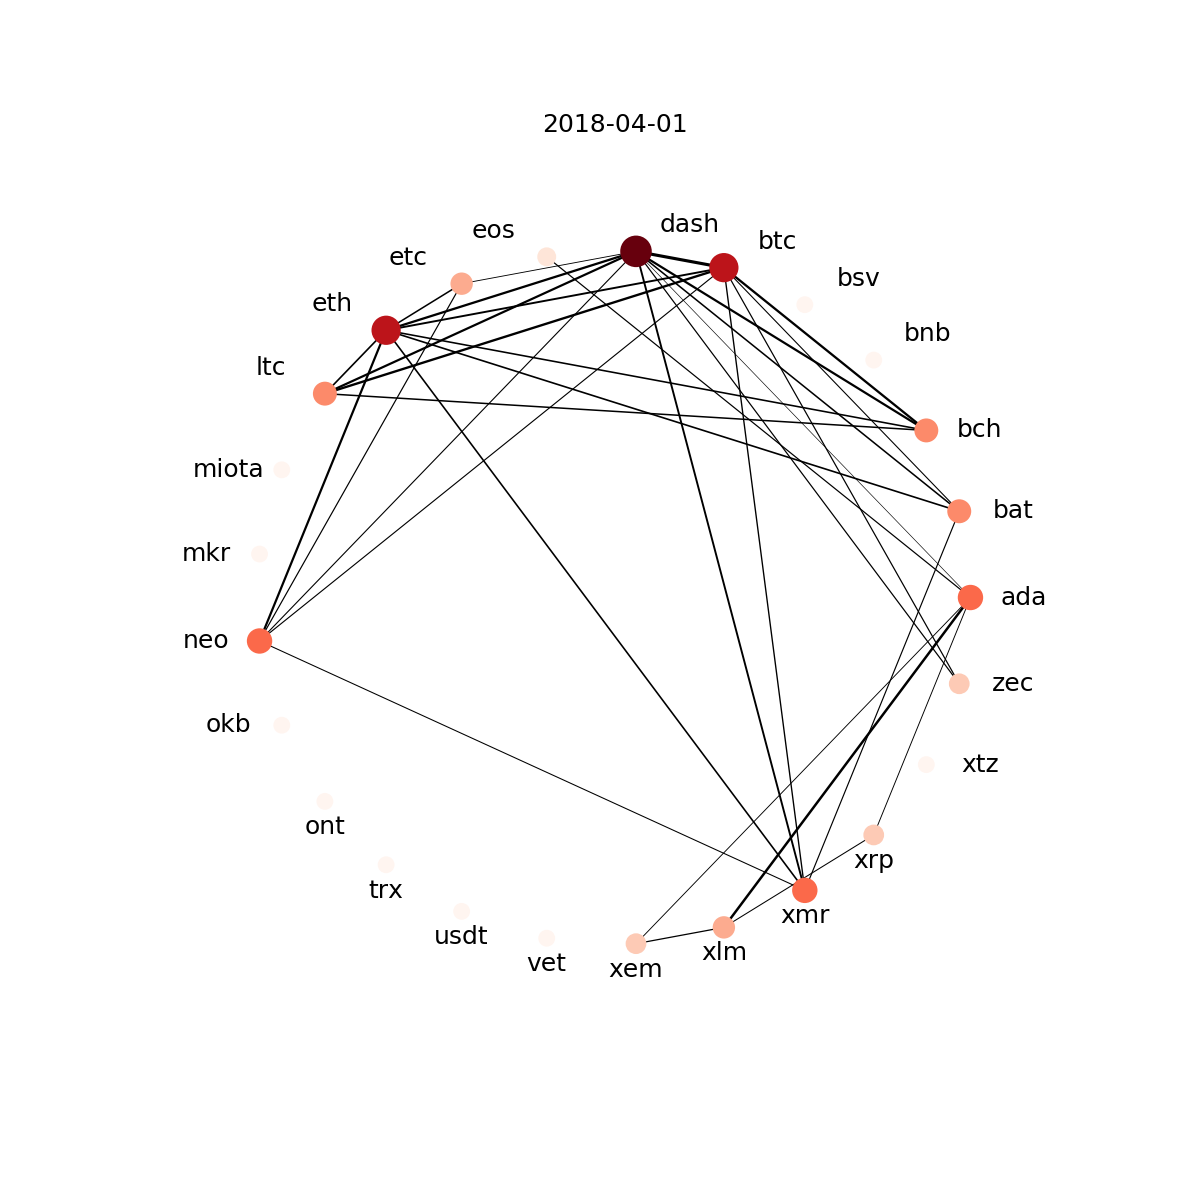 2018-04-01
dash
eos
btc
etc
bsv
eth
bnb
ltc
bch
miota
bat
mkr
ada
neo
zec
okb
xtz
ont
xrp
trx
xmr
usdt
xlm
vet
xem